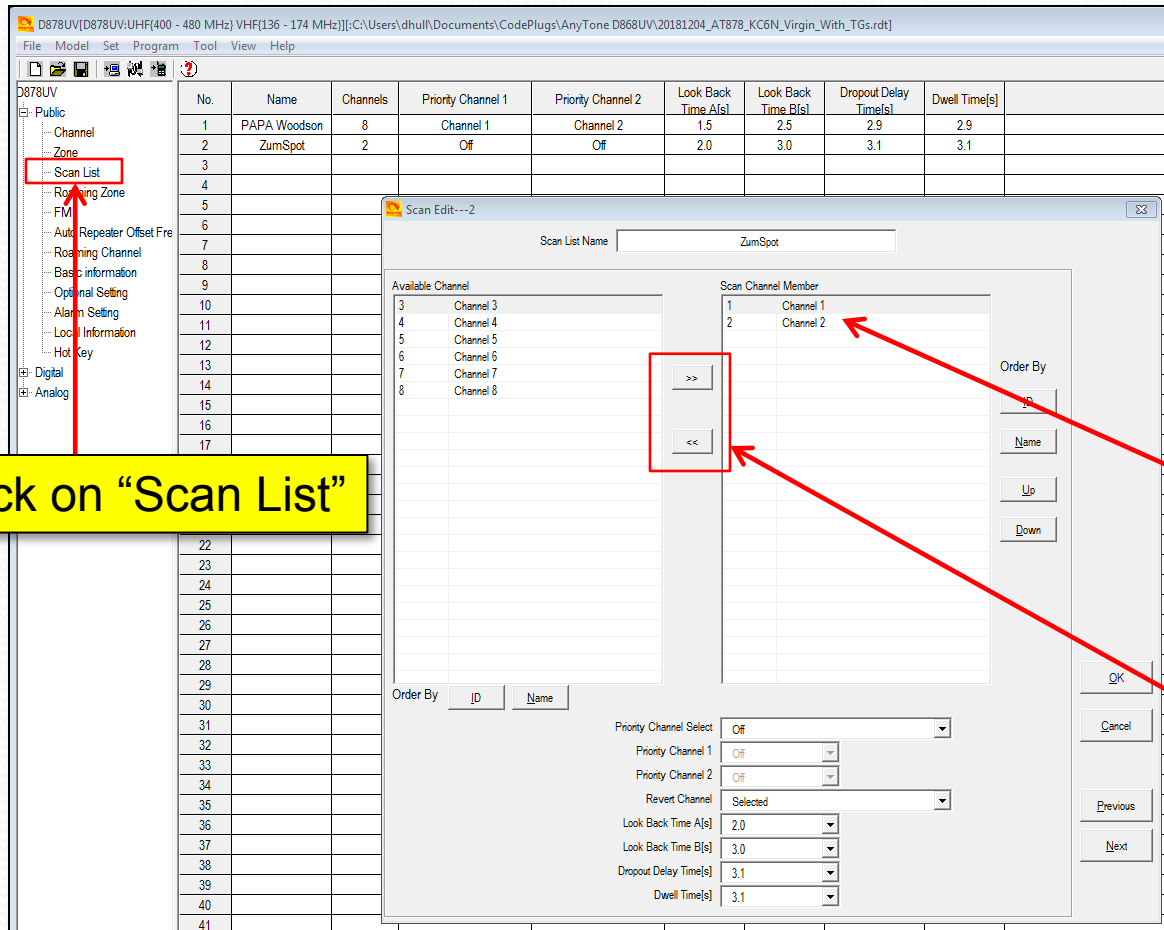 D878UV[D878UV:UHF{400 - 480 MHz} VHF{136 - 174 MHz}][:C:\Users\dhull\Documents\CodePlugs\AnyTone D868UV\20181204_AT878_KC6N_Virgin_With_TGs.rdt]
File Model Set Program Tool View Help
D878UV
Public
Channel
Zone
Scan List
Roaming Zone
FM
Auto Repeater Offset Fre
Roaming Channel
Basic information
Optional Setting
Alarm Setting
Local Information
Hot Key
Digital
Analog
ck on “Scan List”
No. Name Channels Priority Channel 1 Priority Channel 2 Look Back Time A[s] Look Back Time B[s] Dropout Delay Time[s] Dwell Time[s]
1 PAPA Woodson 8 Channel 1 Channel 2 1.5 2.5 2.9 2.9
2 ZumSpot 2 Off Off 2.0 3.0 3.1 3.1
3
4
5
6
7
8
9
10
11
12
13
14
15
16
17
22
23
24
25
26
27
28
29
30
31
32
33
34
35
36
37
38
39
40
41
Scan Edit---2
Scan List Name ZumSpot
Available Channel
3 Channel 3
4 Channel 4
5 Channel 5
6 Channel 6
7 Channel 7
8 Channel 8
>>
<<
Scan Channel Member
1 Channel 1
2 Channel 2
Order By
ID
Name
Up
Down
Order By ID Name
Priority Channel Select Off
Priority Channel 1 Off
Priority Channel 2 Off
Revert Channel Selected
Look Back Time A[s] 2.0
Look Back Time B[s] 3.0
Dropout Delay Time[s] 3.1
Dwell Time[s] 3.1
OK
Cancel
Previous
Next